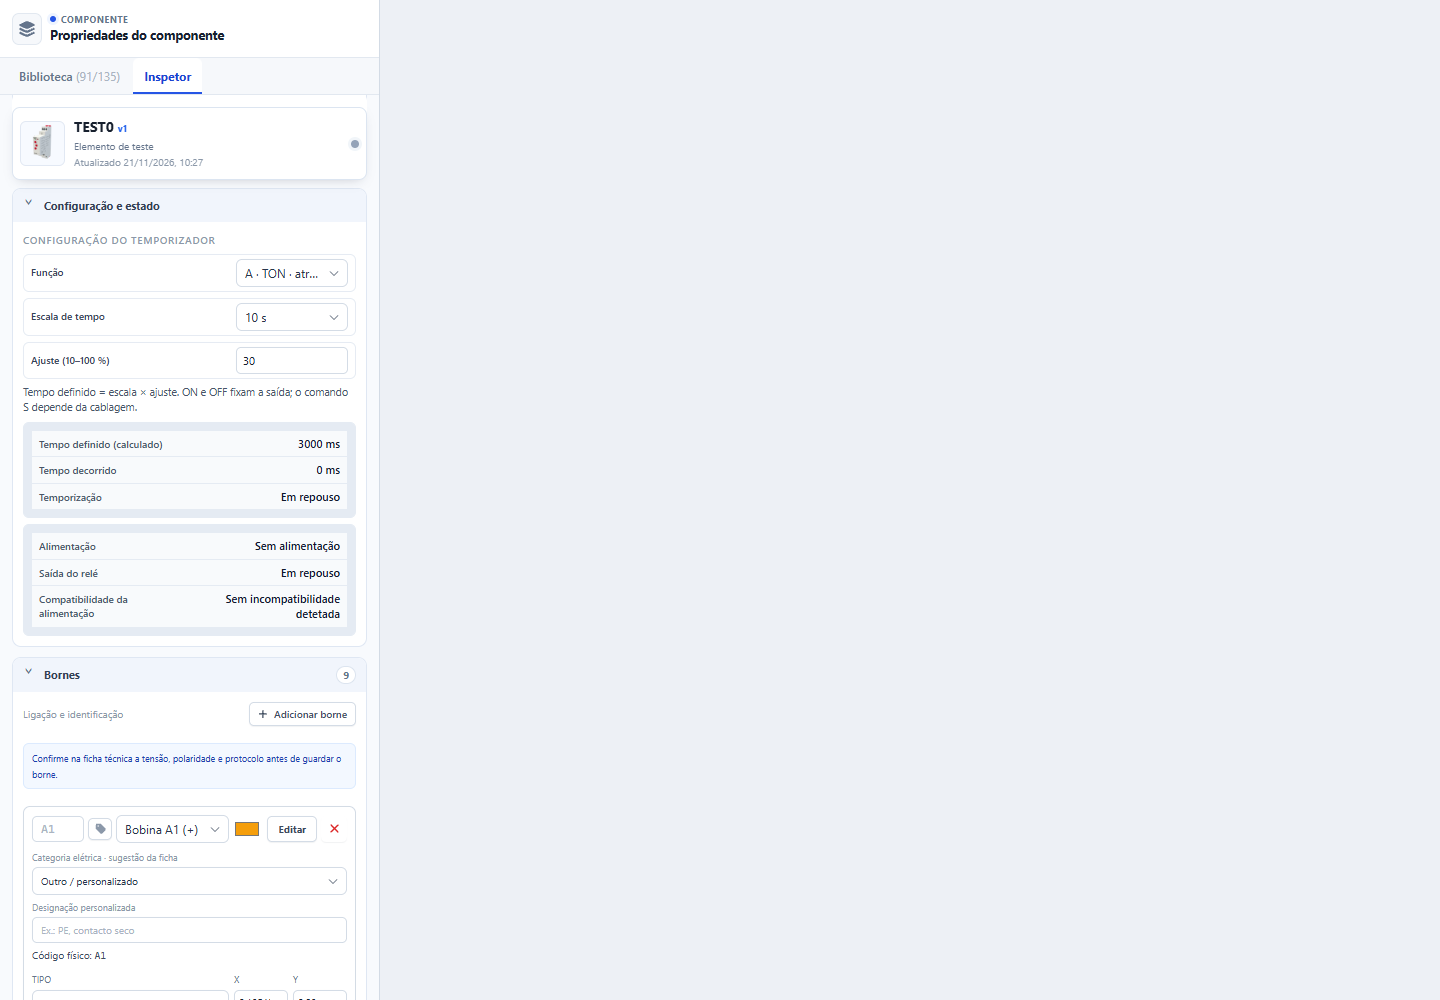 COMPONENTE
Propriedades do componente
Biblioteca (91/135)
Inspetor
TEST0 v1
Elemento de teste
Atualizado 21/11/2026, 10:27
Configuração e estado
CONFIGURAÇÃO DO TEMPORIZADOR
Função
A · TON · atr...
Escala de tempo
10 s
Ajuste (10–100 %)
30
Tempo definido = escala × ajuste. ON e OFF fixam a saída; o comando
S depende da cablagem.
Tempo definido (calculado)
3000 ms
Tempo decorrido
0 ms
Temporização
Em repouso
Alimentação
Sem alimentação
Saída do relé
Em repouso
Compatibilidade da
alimentação
Sem incompatibilidade
detetada
Bornes
9
Ligação e identificação
+ Adicionar borne
Confirme na ficha técnica a tensão, polaridade e protocolo antes de guardar o
borne.
A1
Bobina A1 (+)
Editar
Categoria elétrica · sugestão da ficha
Outro / personalizado
Designação personalizada
Ex.: PE, contacto seco
Código físico: A1
TIPO
X
Y